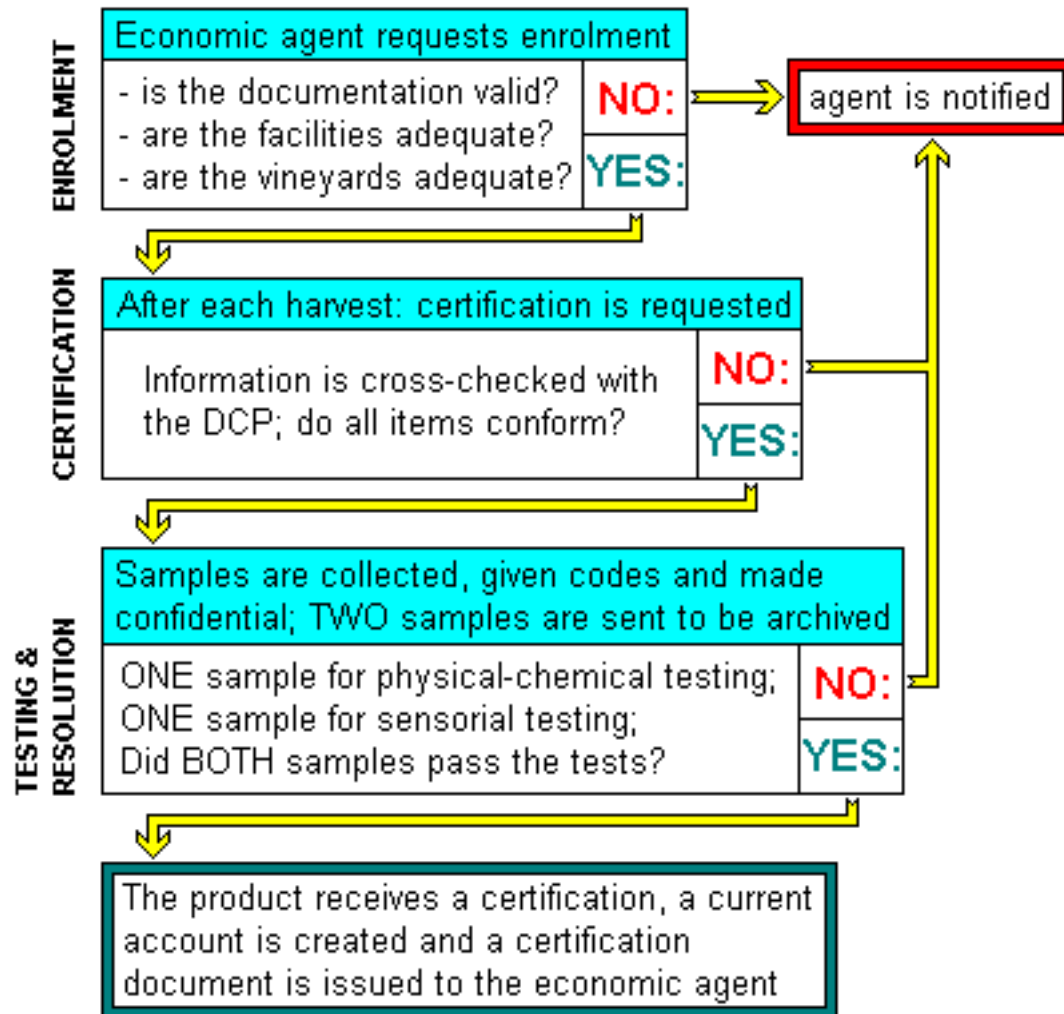 ENROLMENT
Economic agent requests enrolment
- is the documentation valid?
- are the facilities adequate?
- are the vineyards adequate?
NO:
YES:
agent is notified
CERTIFICATION
After each harvest: certification is requested
Information is cross-checked with
the DCP; do all items conform?
NO:
YES:
TESTING &
RESOLUTION
Samples are collected, given codes and made
confidential; TWO samples are sent to be archived
ONE sample for physical-chemical testing;
ONE sample for sensorial testing;
Did BOTH samples pass the tests?
NO:
YES:
The product receives a certification, a current
account is created and a certification
document is issued to the economic agent